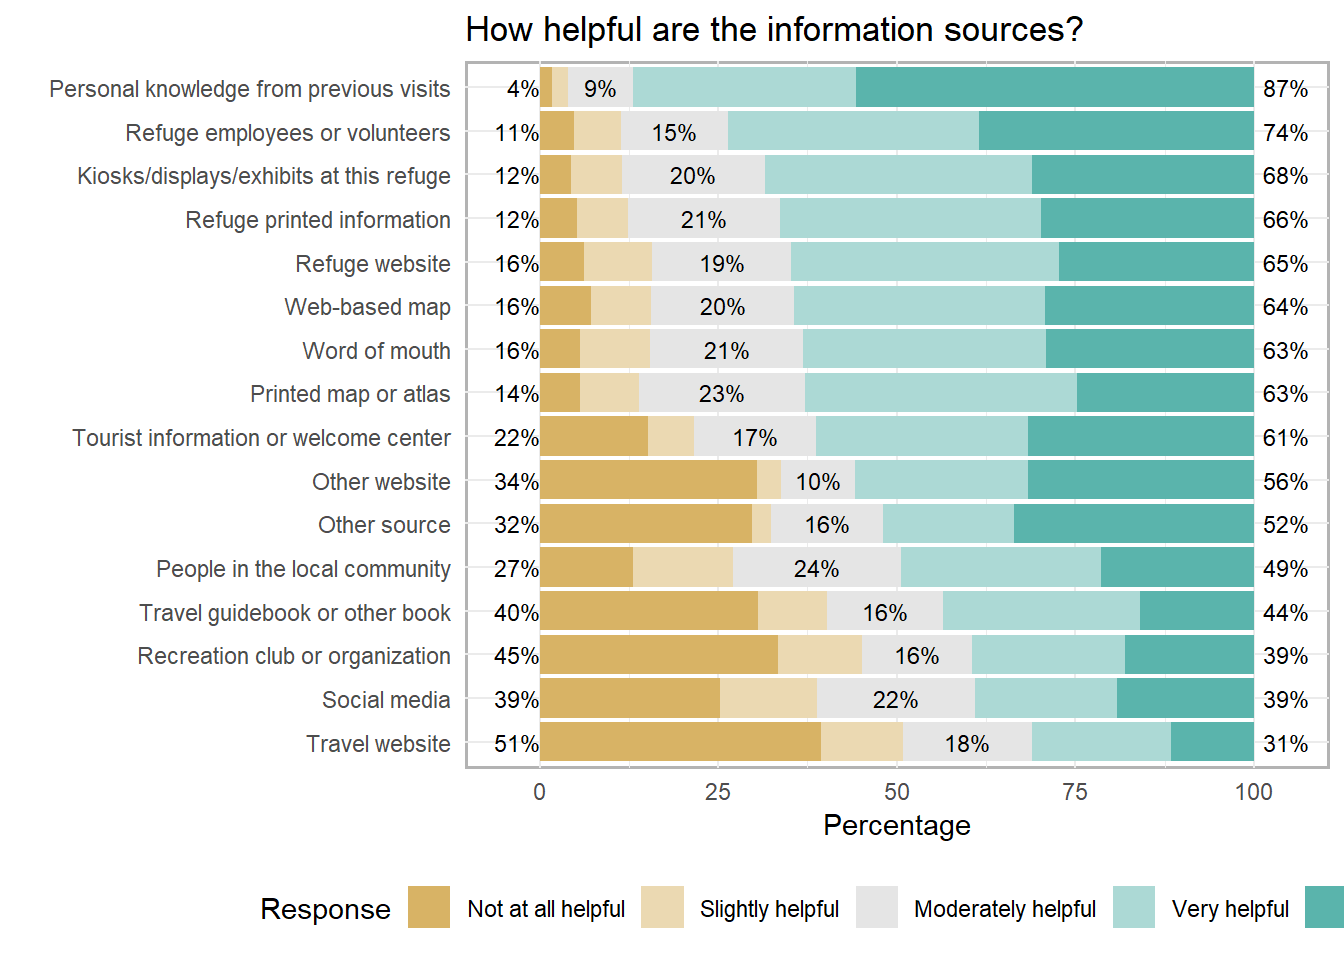 How helpful are the information sources?
Personal knowledge from previous visits 4% 9% 87%
Refuge employees or volunteers 11% 15% 74%
Kiosks/displays/exhibits at this refuge 12% 20% 68%
Refuge printed information 12% 21% 66%
Refuge website 16% 19% 65%
Web-based map 16% 20% 64%
Word of mouth 16% 21% 63%
Printed map or atlas 14% 23% 63%
Tourist information or welcome center 22% 17% 61%
Other website 34% 10% 56%
Other source 32% 16% 52%
People in the local community 27% 24% 49%
Travel guidebook or other book 40% 16% 44%
Recreation club or organization 45% 16% 39%
Social media 39% 22% 39%
Travel website 51% 18% 31%
0 25 50 75 100
Percentage
Response Not at all helpful Slightly helpful Moderately helpful Very helpful